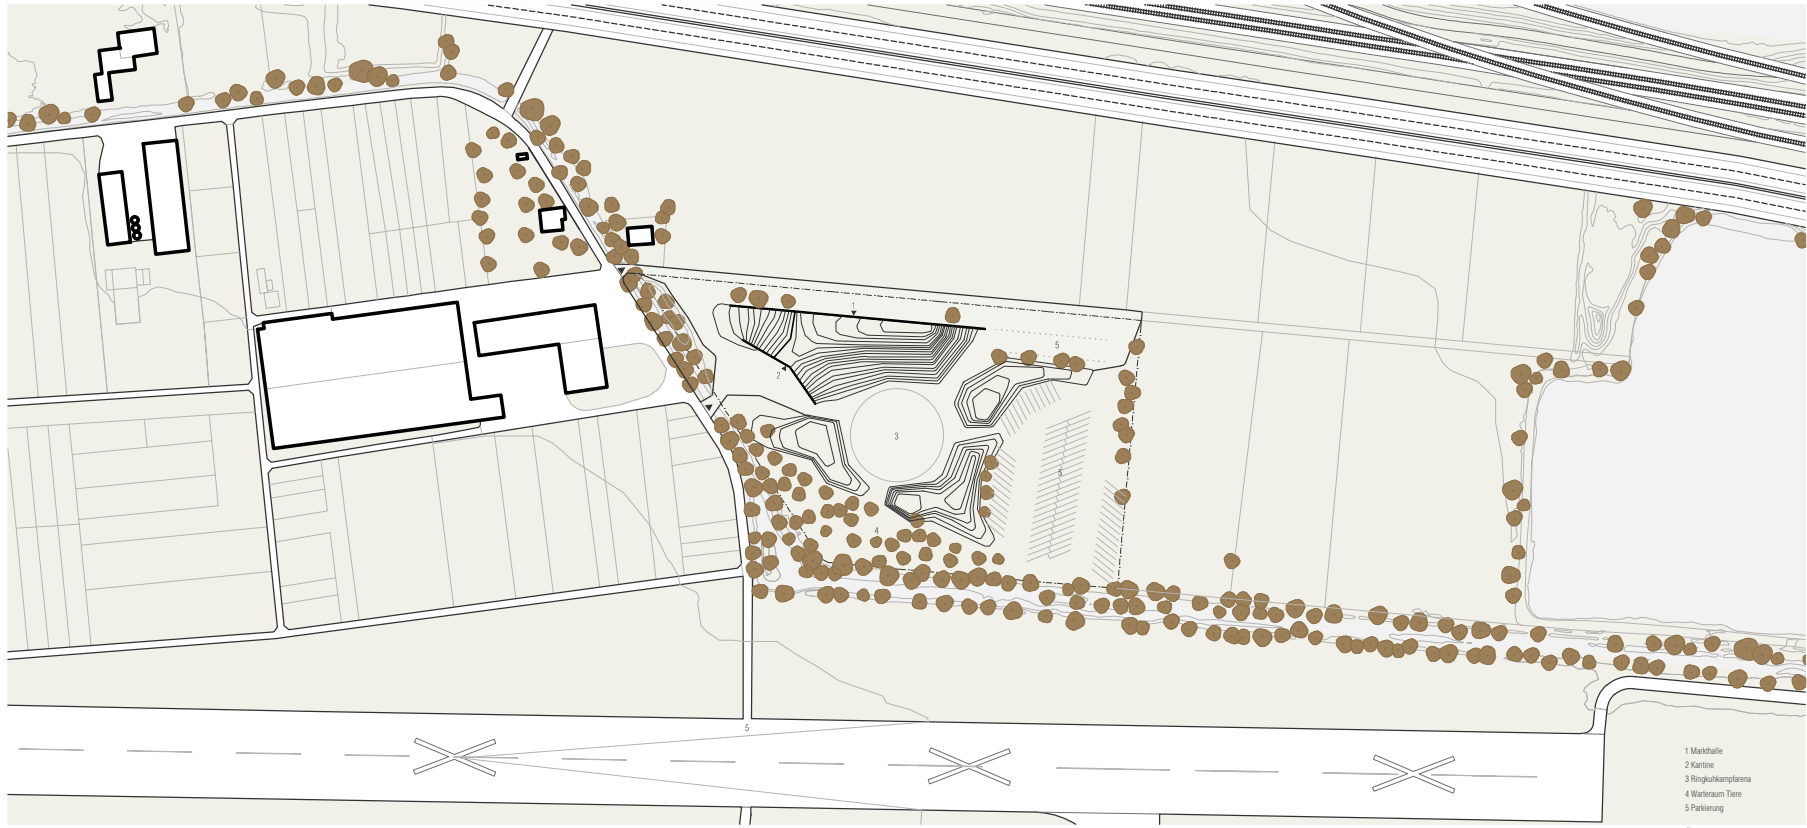 1
5
2
3
5
4
5
1 Markthalle
2 Kantine
3 Ringkuhkampfarena
4 Warteraum Tiere
5 Parkierung